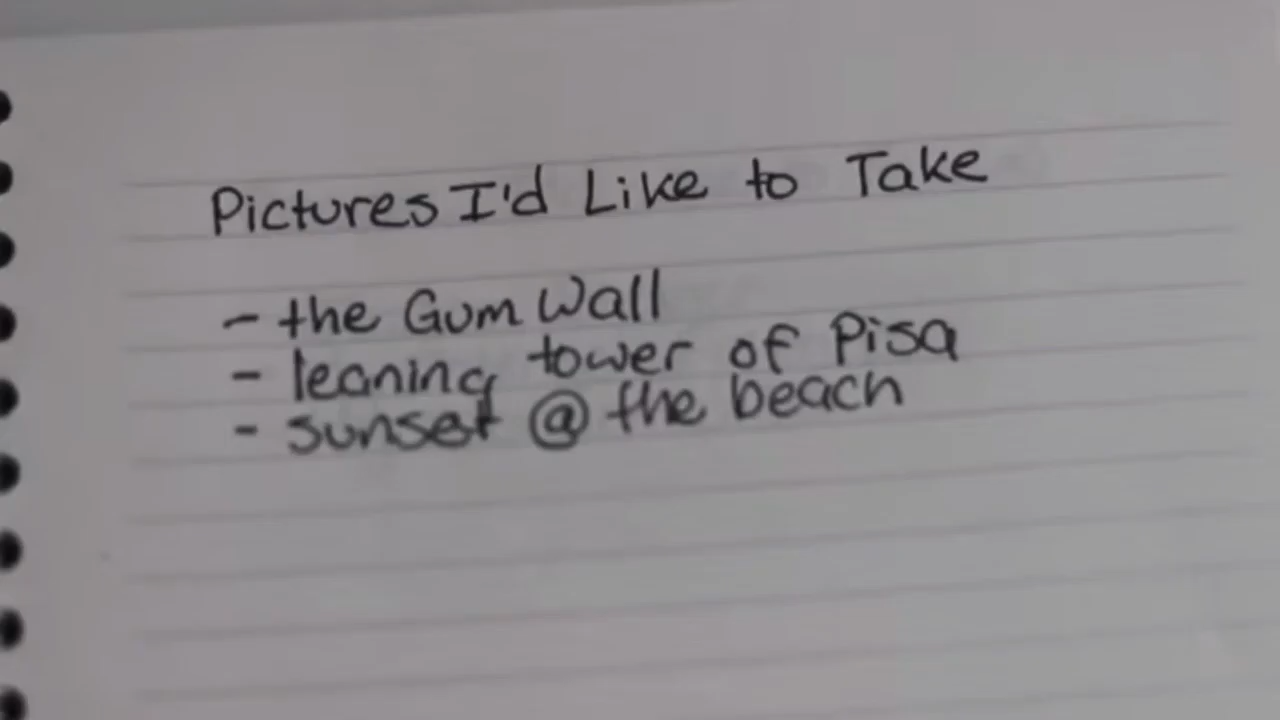 Pictures I'd Like to Take
- the Gum Wall
- leaning tower of Pisa
- sunset @ the beach